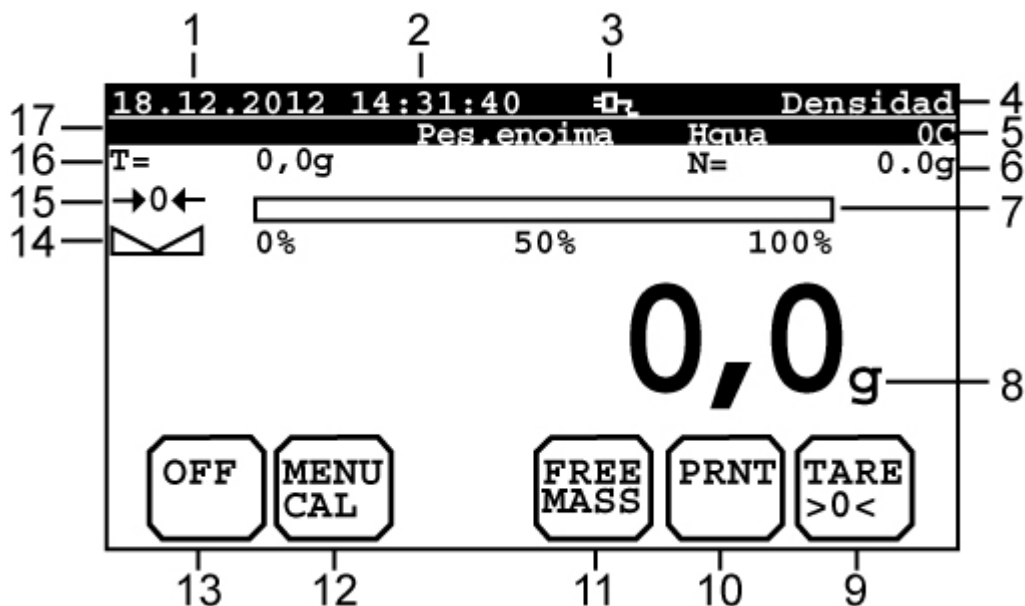 1 2 3
18.12.2012 14:31:40 Densidad 4
17 Pes.enoima Hgua 0C 5
16 T= 0,0g N= 0.0g 6
15 →0← 7
14 0% 50% 100%
0,0g 8
OFF MENU FREE PRNT TARE
CAL MASS >0<
13 12 11 10 9